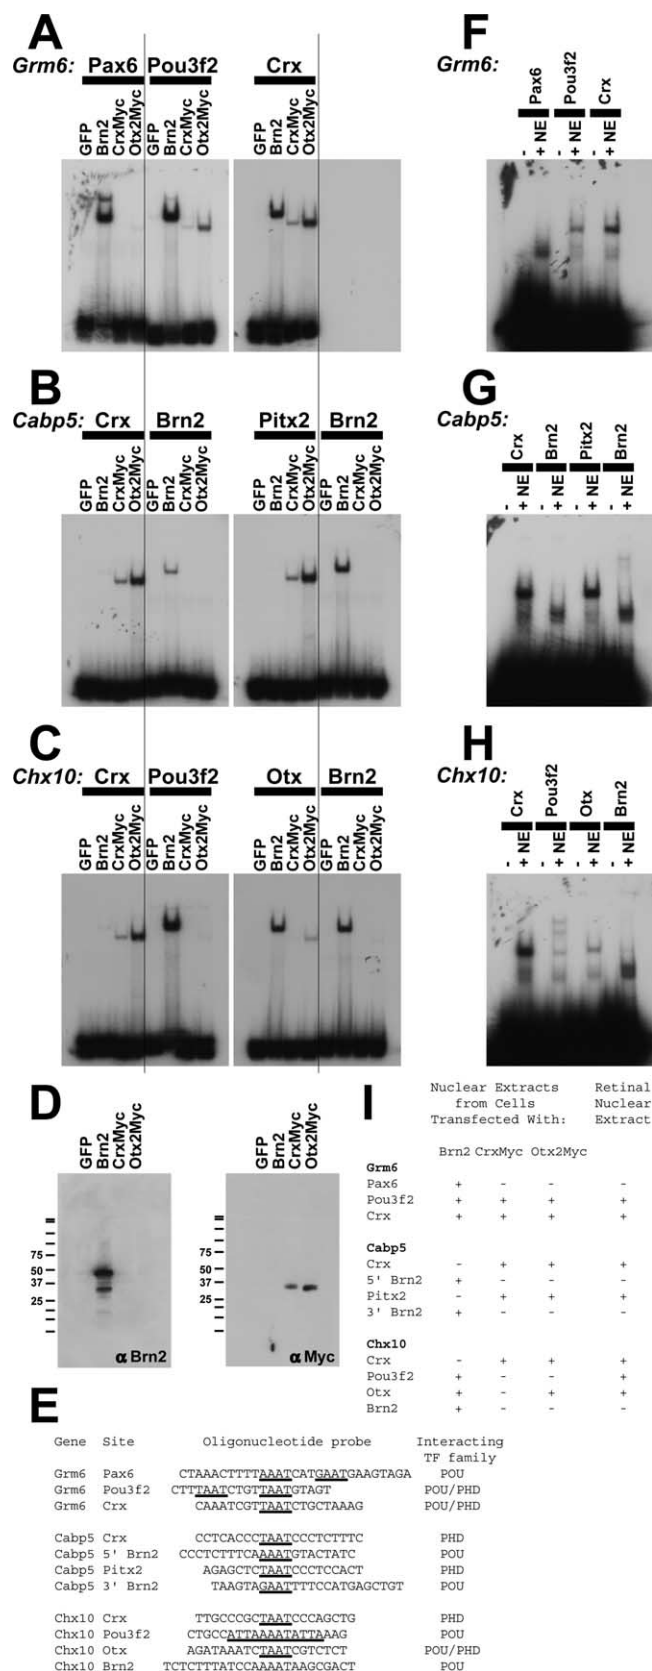 A
Grm6: Pax6 Pou3f2 Crx
GFP Brn2 CrxMyc Otx2Myc GFP Brn2 CrxMyc Otx2Myc GFP Brn2 CrxMyc Otx2Myc
F
Grm6:
Pax6 Pou3f2 Crx
- + NE - + NE - + NE
B
Cabp5: Crx Brn2 Pitx2 Brn2
GFP Brn2 CrxMyc Otx2Myc GFP Brn2 CrxMyc Otx2Myc GFP Brn2 CrxMyc Otx2Myc GFP Brn2 CrxMyc Otx2Myc
G
Cabp5:
Crx Brn2 Pitx2 Brn2
- + NE - + NE - + NE - + NE
C
Chx10: Crx Pou3f2 Otx Brn2
GFP Brn2 CrxMyc Otx2Myc GFP Brn2 CrxMyc Otx2Myc GFP Brn2 CrxMyc Otx2Myc GFP Brn2 CrxMyc Otx2Myc
H
Chx10:
Crx Pou3f2 Otx Brn2
- + NE - + NE - + NE - + NE
D
GFP Brn2 CrxMyc Otx2Myc
75
50
37
25
α Brn2
GFP Brn2 CrxMyc Otx2Myc
75
50
37
25
α Myc
I
Nuclear Extracts Retinal
from Cells Nuclear
Transfected With: Extract
Brn2 CrxMyc Otx2Myc
Grm6
Pax6 + - - -
Pou3f2 + + + +
Crx + + + +
Cabp5
Crx - + + +
5' Brn2 + - - -
Pitx2 - + + +
3' Brn2 + - - -
Chx10
Crx - + + +
Pou3f2 + - - +
Otx + - + +
Brn2 + - - -
E
Gene Site Oligonucleotide probe Interacting
TF family
Grm6 Pax6 CTAAACTTTTAAATCATGAATGAAGTAGA POU
Grm6 Pou3f2 CTTTAATCTGTTAATGTAGT POU/PHD
Grm6 Crx CAAATCGTTAATCTGCTAAAG POU/PHD
Cabp5 Crx CCTCACCCTAATCCCTCTTTC PHD
Cabp5 5' Brn2 CCCTCTTTCAAAATGTACTATC POU
Cabp5 Pitx2 AGAGCTCTAATCCCTCCACT PHD
Cabp5 3' Brn2 TAAGTAGAATTTTCCATGAGCTGT POU
Chx10 Crx TTGCCCGCTAATCCCAGCTG PHD
Chx10 Pou3f2 CTGCCATTAAAATATTAAAG POU
Chx10 Otx AGATAAATCTAATCGTCTCT POU/PHD
Chx10 Brn2 TCTCTTTATCCAAAATAAGCGACT POU